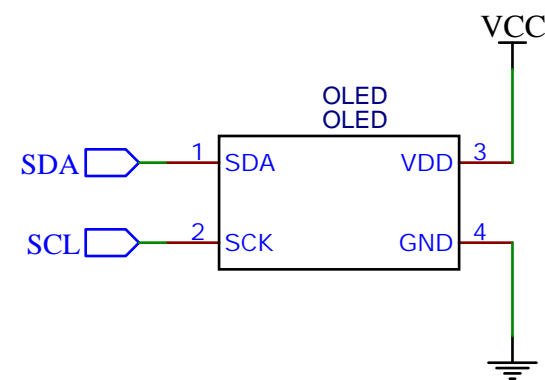 VCC
OLED
OLED
SDA 1 SDA VDD 3
SCL 2 SCK GND 4